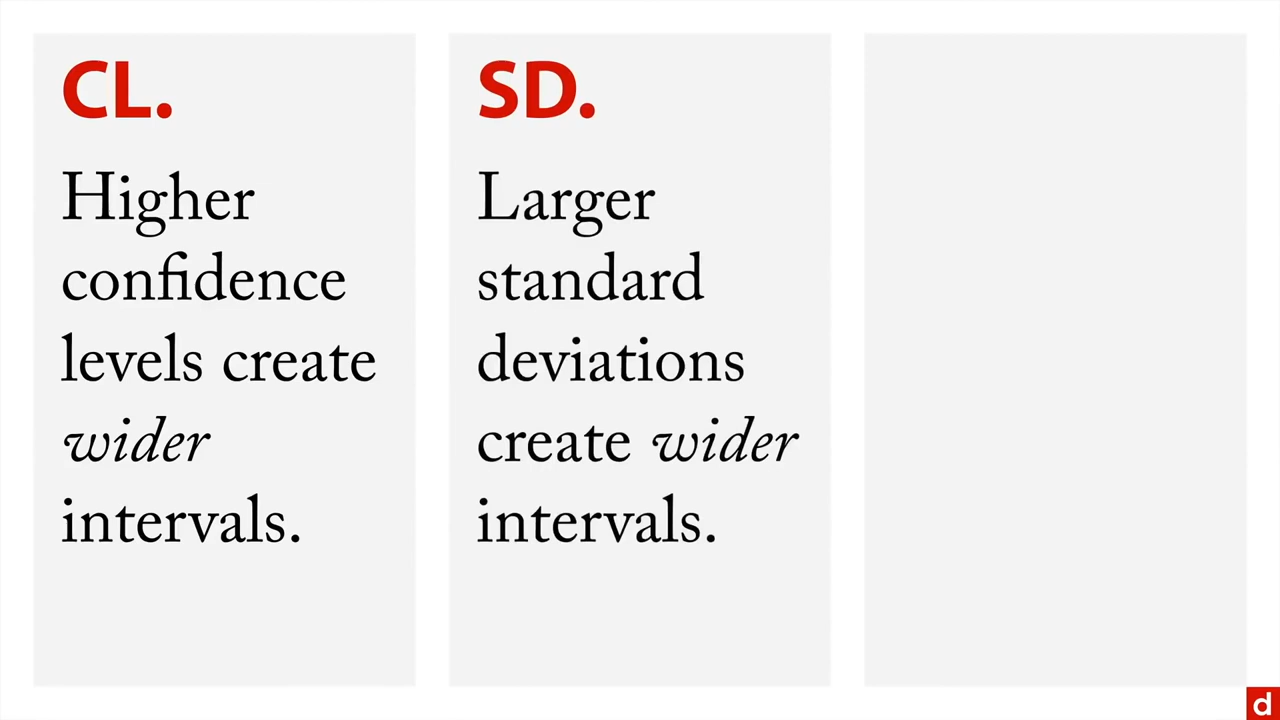 CL.
Higher
confidence
levels create
wider
intervals.
SD.
Larger
standard
deviations
create wider
intervals.
d